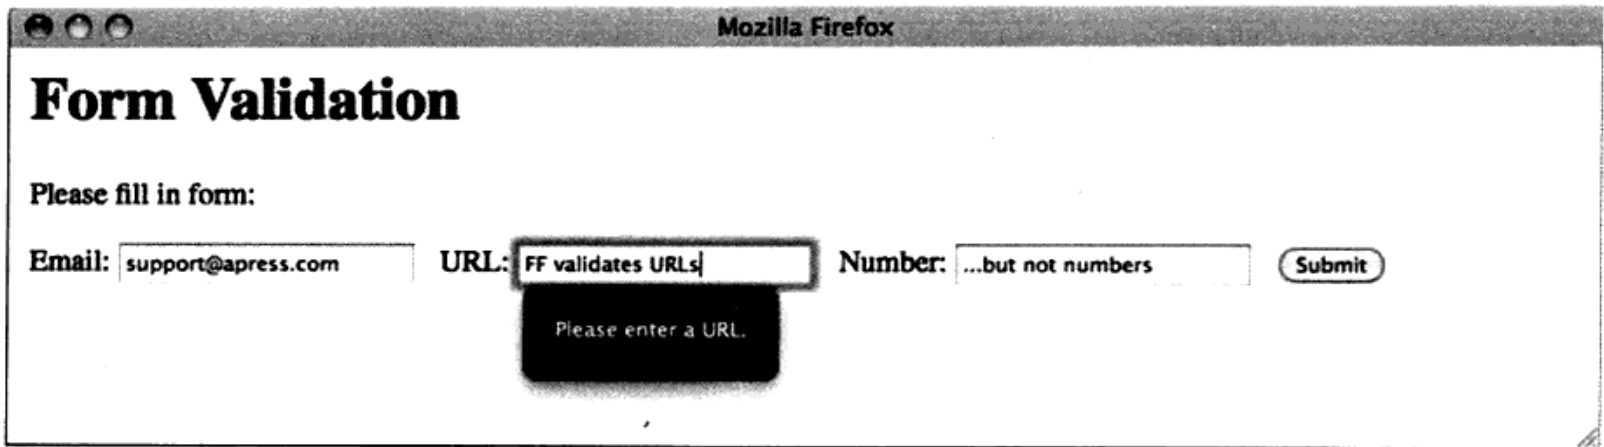 Mozilla Firefox
Form Validation
Please fill in form:
Email: support@apress.com URL: FF validates URLs Number: ...but not numbers Submit
Please enter a URL.